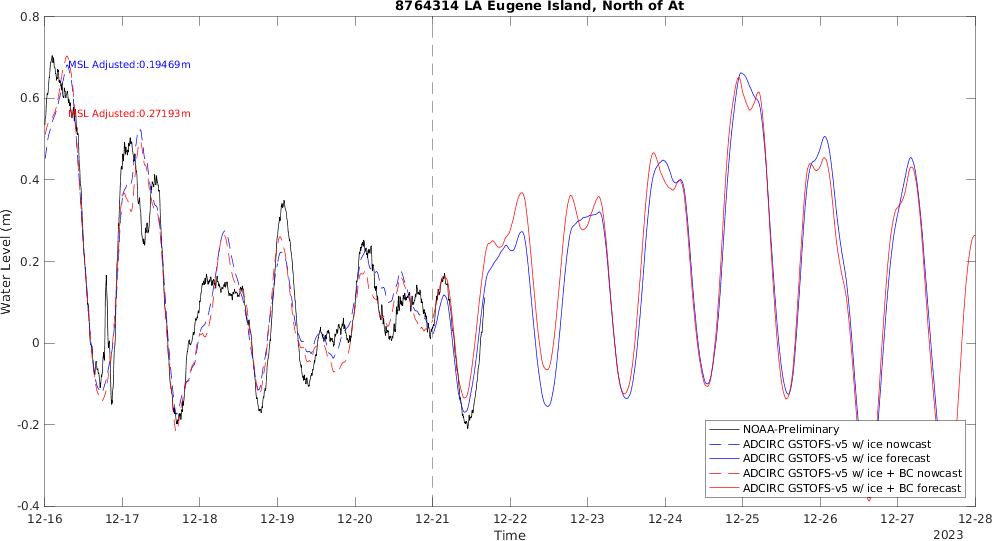 8764314 LA Eugene Island, North of At
Water Level (m)
0.8
0.6
0.4
0.2
0
-0.2
-0.4
MSL Adjusted:0.19469m
MSL Adjusted:0.27193m
NOAA-Preliminary
ADCIRC GSTOFS-v5 w/ ice nowcast
ADCIRC GSTOFS-v5 w/ ice forecast
ADCIRC GSTOFS-v5 w/ ice + BC nowcast
ADCIRC GSTOFS-v5 w/ ice + BC forecast
12-16 12-17 12-18 12-19 12-20 12-21 12-22 12-23 12-24 12-25 12-26 12-27 12-28
Time
2023